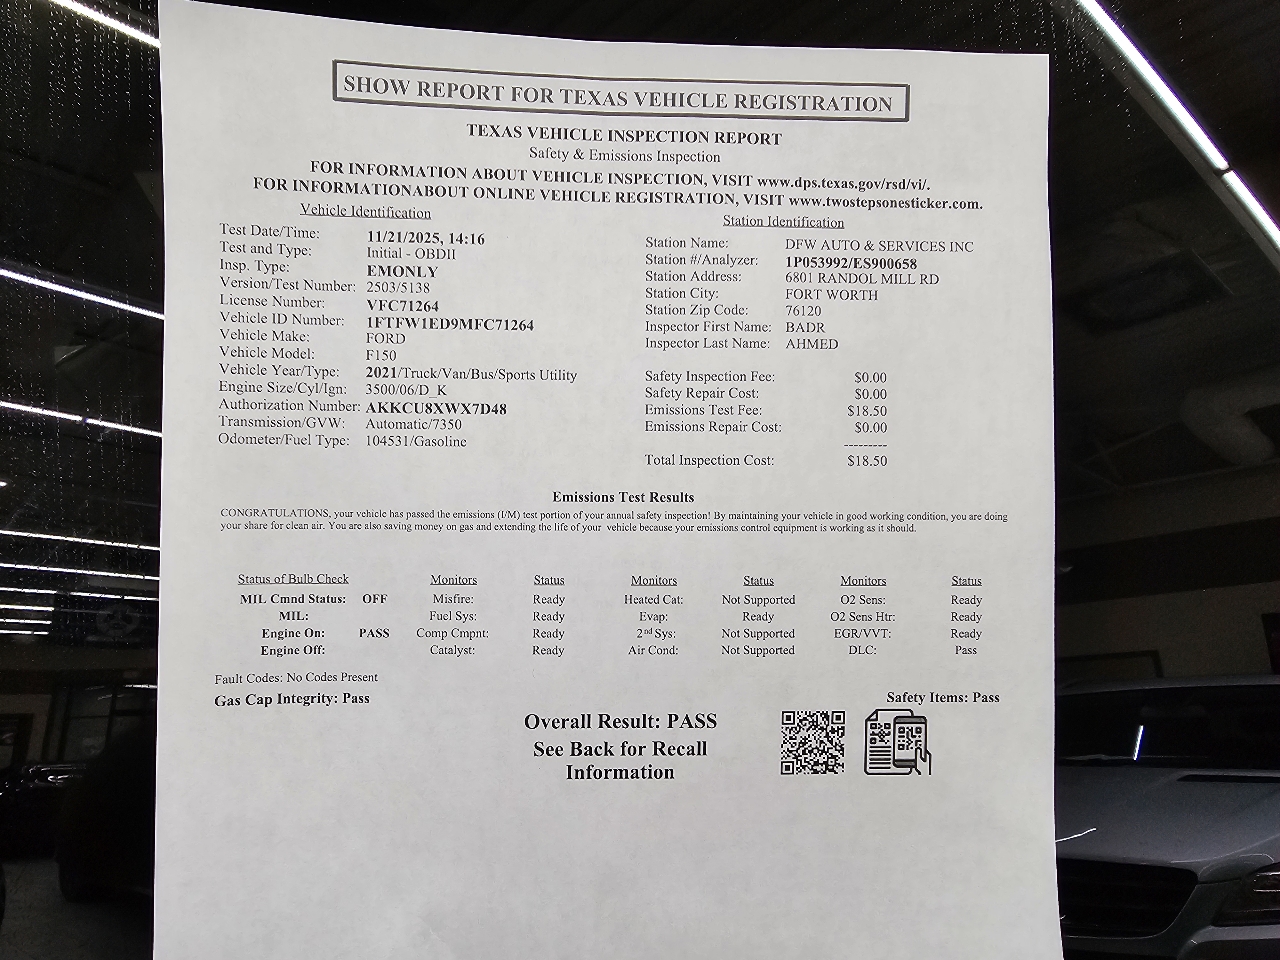 SHOW REPORT FOR TEXAS VEHICLE REGISTRATION
TEXAS VEHICLE INSPECTION REPORT
Safety & Emissions Inspection
FOR INFORMATION ABOUT VEHICLE INSPECTION, VISIT www.dps.texas.gov/rsd/vi/.
FOR INFORMATIONABOUT ONLINE VEHICLE REGISTRATION, VISIT www.twostepsonesticker.com.
Vehicle Identification
Test Date/Time: 11/21/2025, 14:16
Test and Type: Initial - OBDII
Insp. Type: EMONLY
Version/Test Number: 2503/5138
License Number: VFC71264
Vehicle ID Number: 1FTFW1ED9MFC71264
Vehicle Make: FORD
Vehicle Model: F150
Vehicle Year/Type: 2021/Truck/Van/Bus/Sports Utility
Engine Size/Cyl/Ign: 3500/06/D_K
Authorization Number: AKKCU8XWX7D48
Transmission/GVW: Automatic/7350
Odometer/Fuel Type: 104531/Gasoline
Station Identification
Station Name: DFW AUTO & SERVICES INC
Station #/Analyzer: 1P053992/ES900658
Station Address: 6801 RANDOL MILL RD
Station City: FORT WORTH
Station Zip Code: 76120
Inspector First Name: BADR
Inspector Last Name: AHMED
Safety Inspection Fee: $0.00
Safety Repair Cost: $0.00
Emissions Test Fee: $18.50
Emissions Repair Cost: $0.00
---------
Total Inspection Cost: $18.50
Emissions Test Results
CONGRATULATIONS, your vehicle has passed the emissions (I/M) test portion of your annual safety inspection! By maintaining your vehicle in good working condition, you are doing
your share for clean air. You are also saving money on gas and extending the life of your vehicle because your emissions control equipment is working as it should.
Status of Bulb Check Monitors Status Monitors Status Monitors Status
MIL Cmnd Status: OFF Misfire: Ready Heated Cat: Not Supported O2 Sens: Ready
MIL: Fuel Sys: Ready Evap: Ready O2 Sens Htr: Ready
Engine On: PASS Comp Cmpnt: Ready 2nd Sys: Not Supported EGR/VVT: Ready
Engine Off: Catalyst: Ready Air Cond: Not Supported DLC: Pass
Fault Codes: No Codes Present
Gas Cap Integrity: Pass
Safety Items: Pass
Overall Result: PASS
See Back for Recall
Information